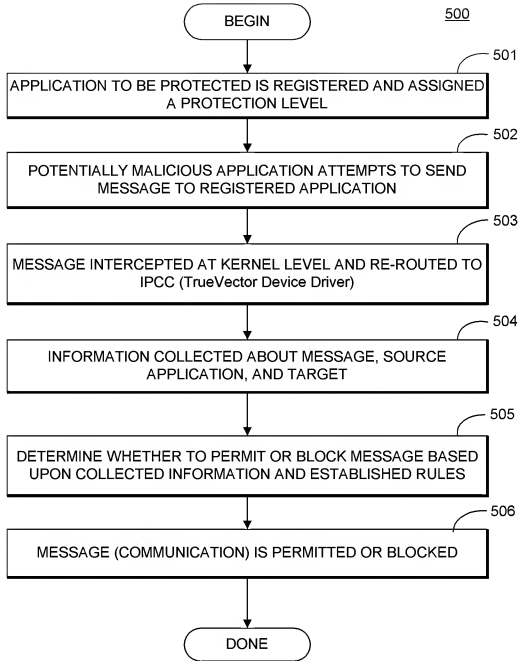 BEGIN
500
501
APPLICATION TO BE PROTECTED IS REGISTERED AND ASSIGNED
A PROTECTION LEVEL
502
POTENTIALLY MALICIOUS APPLICATION ATTEMPTS TO SEND
MESSAGE TO REGISTERED APPLICATION
503
MESSAGE INTERCEPTED AT KERNEL LEVEL AND RE-ROUTED TO
IPCC (TrueVector Device Driver)
504
INFORMATION COLLECTED ABOUT MESSAGE, SOURCE
APPLICATION, AND TARGET
505
DETERMINE WHETHER TO PERMIT OR BLOCK MESSAGE BASED
UPON COLLECTED INFORMATION AND ESTABLISHED RULES
506
MESSAGE (COMMUNICATION) IS PERMITTED OR BLOCKED
DONE